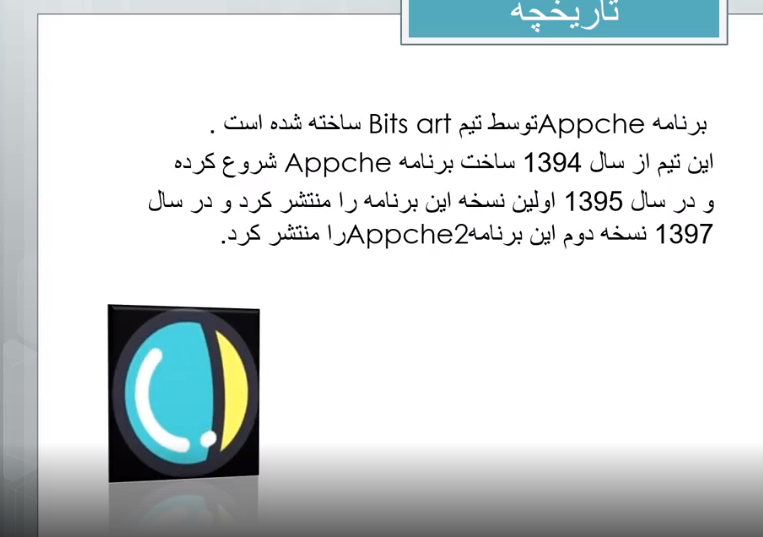 تاریخچه
برنامه Appcheتوسط تیم Bits art ساخته شده است .
این تیم از سال 1394 ساخت برنامه Appche شروع کرده
و در سال 1395 اولین نسخه این برنامه را منتشر کرد و در سال
1397 نسخه دوم این برنامهAppche2را منتشر کرد.